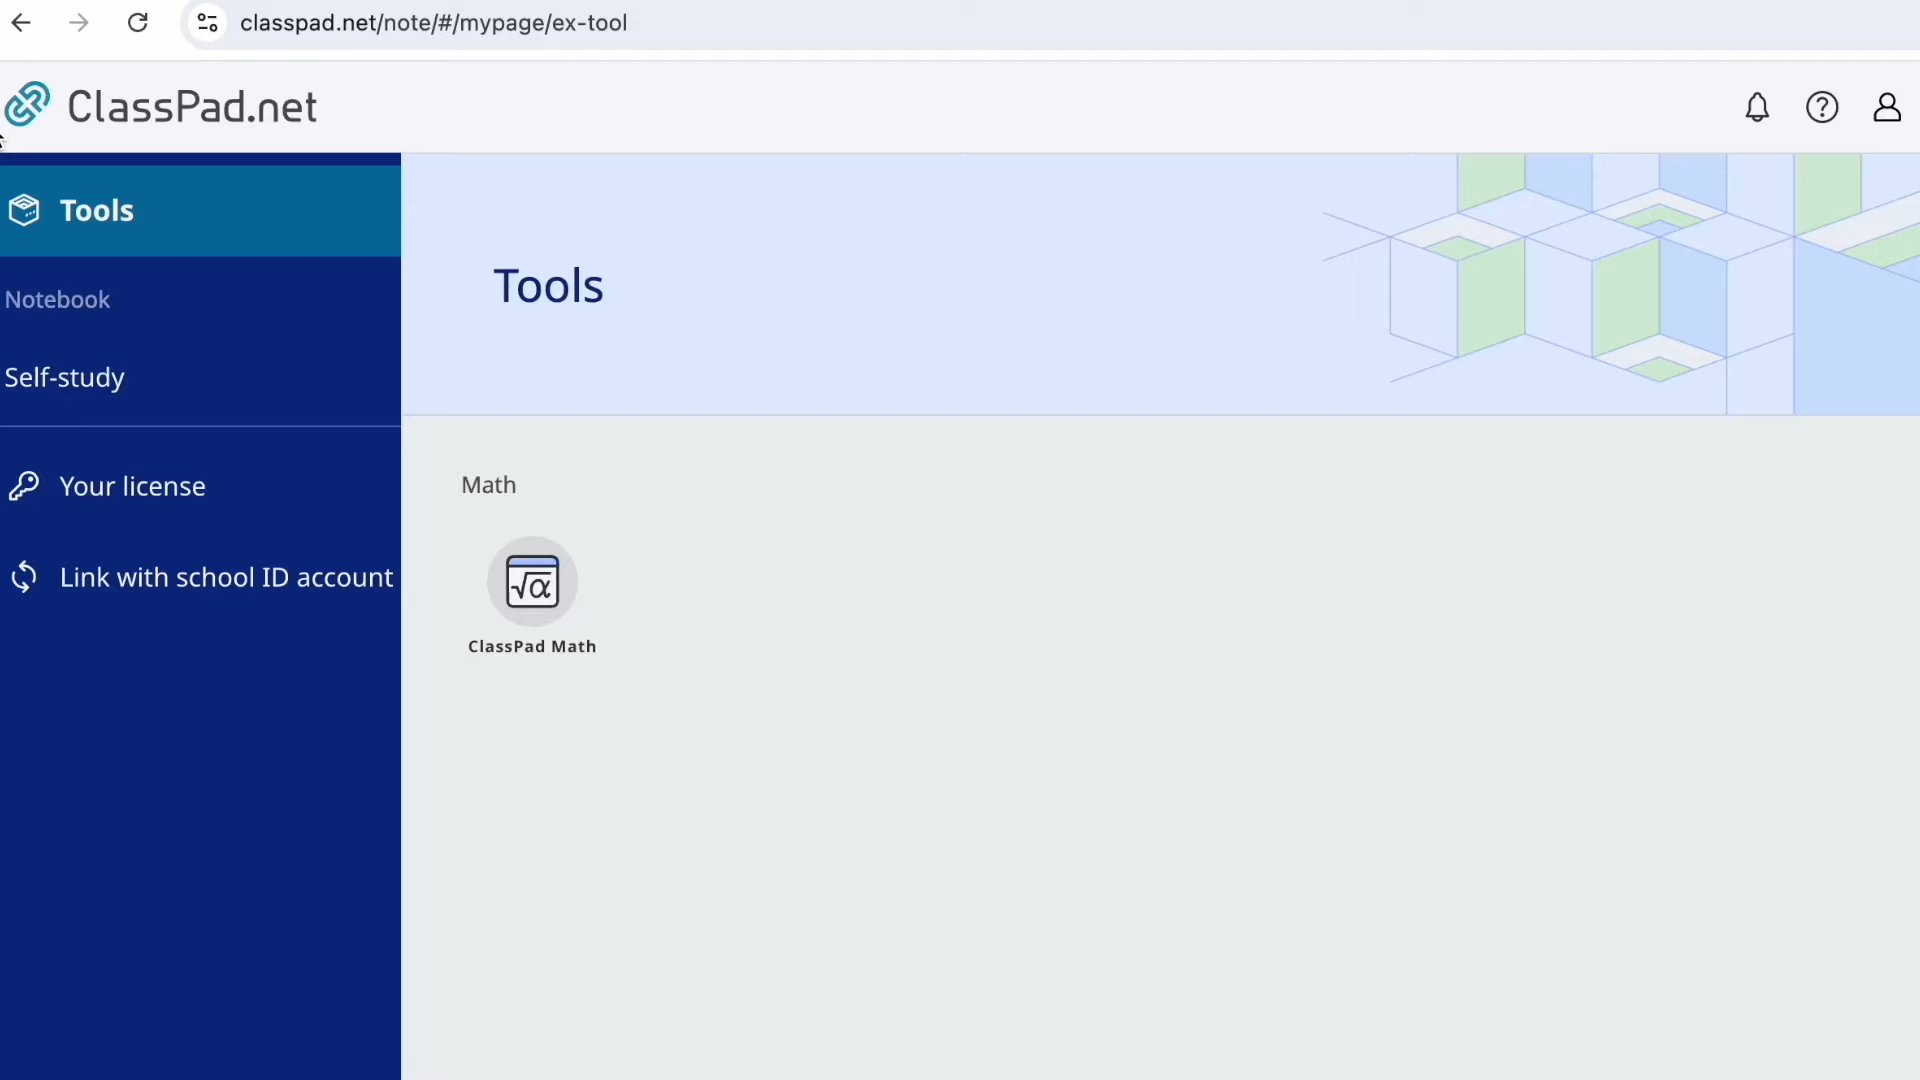 classpad.net/note/#/mypage/ex-tool
ClassPad.net
Tools
Notebook
Self-study
Your license
Link with school ID account
Tools
Math
√α
ClassPad Math